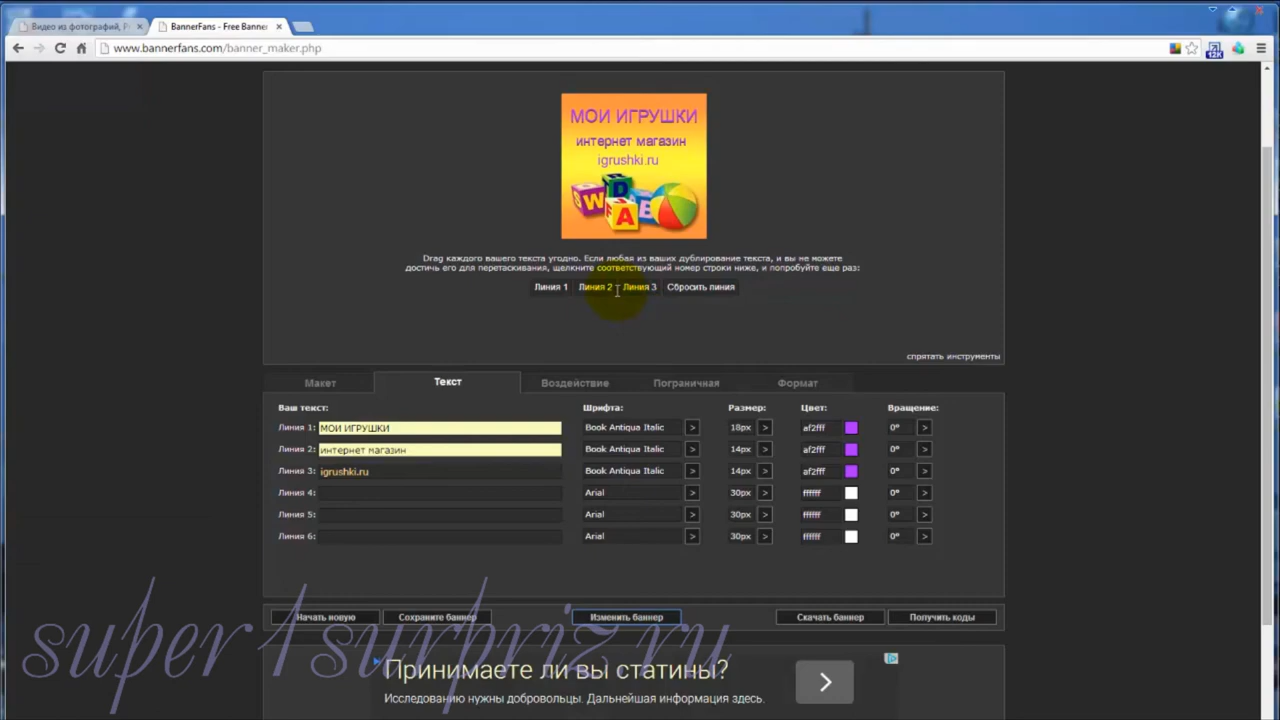 Видео из фотографий, Р
BannerFans - Free Banne
www.bannerfans.com/banner_maker.php
12K
МОИ ИГРУШКИ
интернет магазин
igrushki.ru
W D A B
Drag каждого вашего текста угодно. Если любая из ваших дублирование текста, и вы не можете
достичь его для перетаскивания, щелкните соответствующий номер строки ниже, и попробуйте еще раз:
Линия 1 Линия 2 Линия 3 Сбросить линия
спрятать инструменты
Макет Текст Воздействие Пограничная Формат
Ваш текст: Шрифта: Размер: Цвет: Вращение:
Линия 1: МОИ ИГРУШКИ Book Antiqua Italic > 18px > af2fff 0° >
Линия 2: интернет магазин Book Antiqua Italic > 14px > af2fff 0° >
Линия 3: igrushki.ru Book Antiqua Italic > 14px > af2fff 0° >
Линия 4: Arial > 30px > ffffff 0° >
Линия 5: Arial > 30px > ffffff 0° >
Линия 6: Arial > 30px > ffffff 0° >
Начать новую Сохраните баннер Изменить баннер Скачать баннер Получить коды
super1surpriz.ru
Принимаете ли вы статины?
Исследованию нужны добровольцы. Дальнейшая информация здесь.